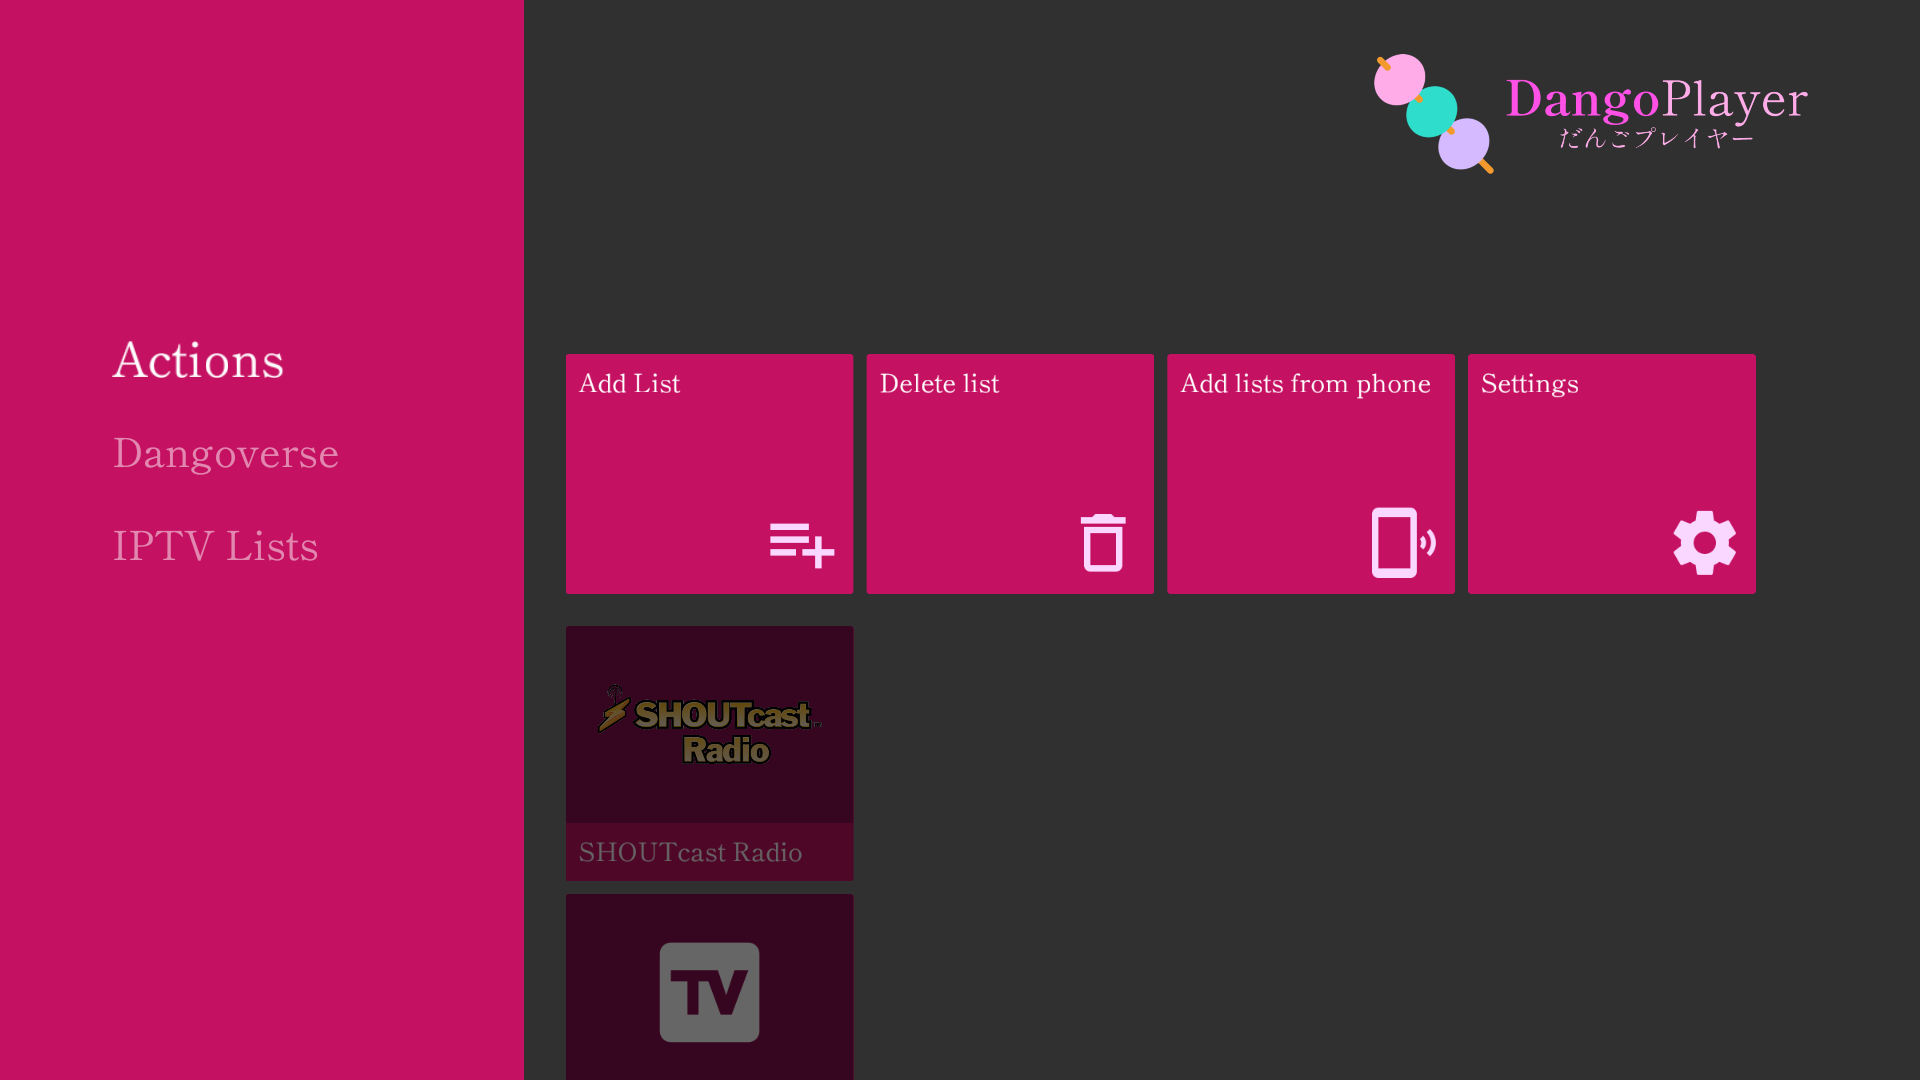 DangoPlayer
だんごプレイヤー
Actions
Dangoverse
IPTV Lists
Add List
Delete list
Add lists from phone
Settings
SHOUTcast
Radio
SHOUTcast Radio
TV